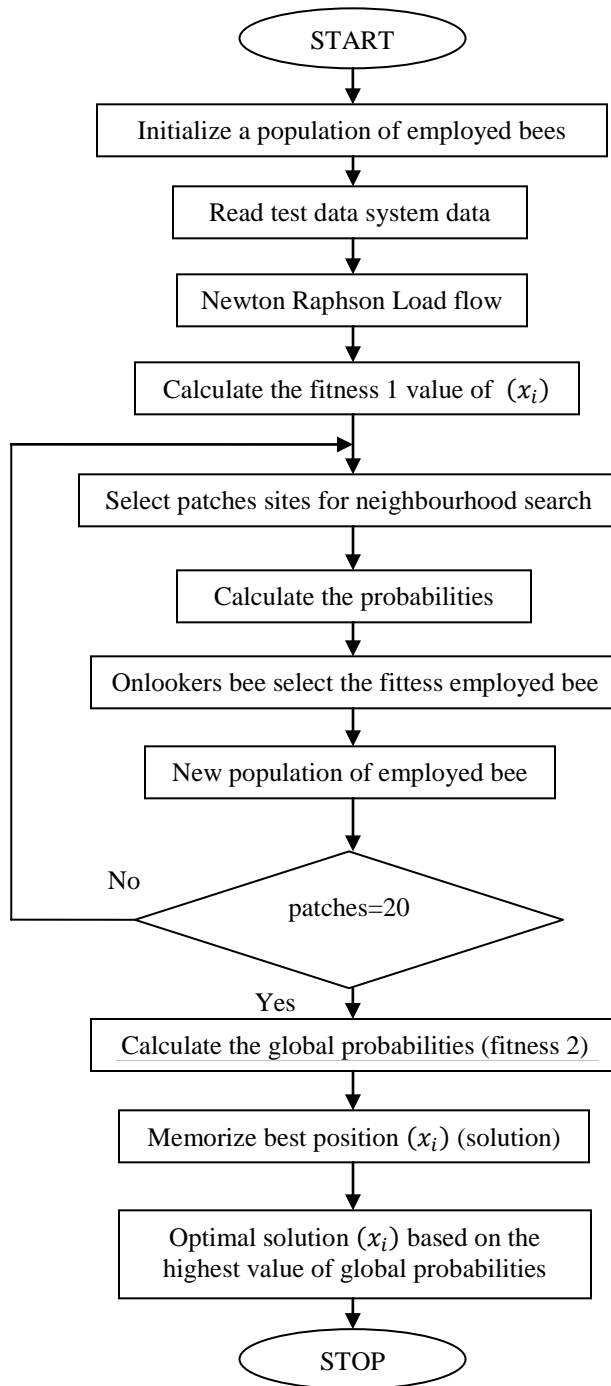 START
Initialize a population of employed bees
Read test data system data
Newton Raphson Load flow
Calculate the fitness 1 value of (𝑥𝑖)
Select patches sites for neighbourhood search
Calculate the probabilities
Onlookers bee select the fittess employed bee
New population of employed bee
No
patches=20
Yes
Calculate the global probabilities (fitness 2)
Memorize best position (𝑥𝑖) (solution)
Optimal solution (𝑥𝑖) based on the
highest value of global probabilities
STOP